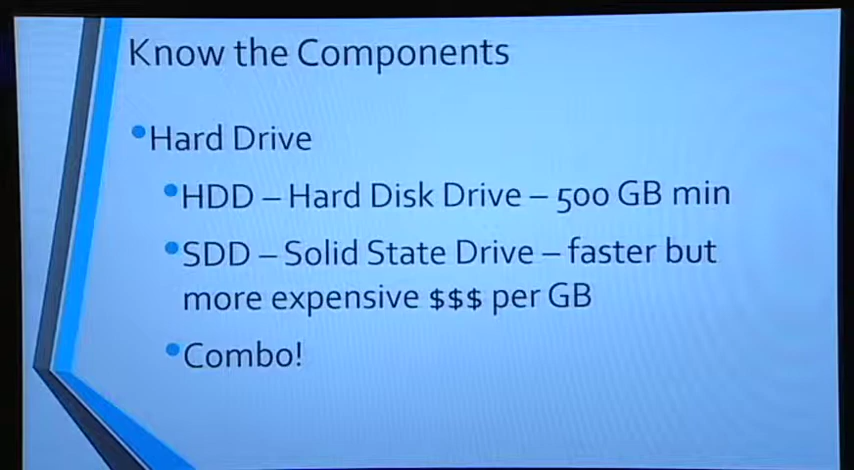 Know the Components
•Hard Drive
•HDD – Hard Disk Drive – 500 GB min
•SDD – Solid State Drive – faster but
more expensive $$$ per GB
•Combo!